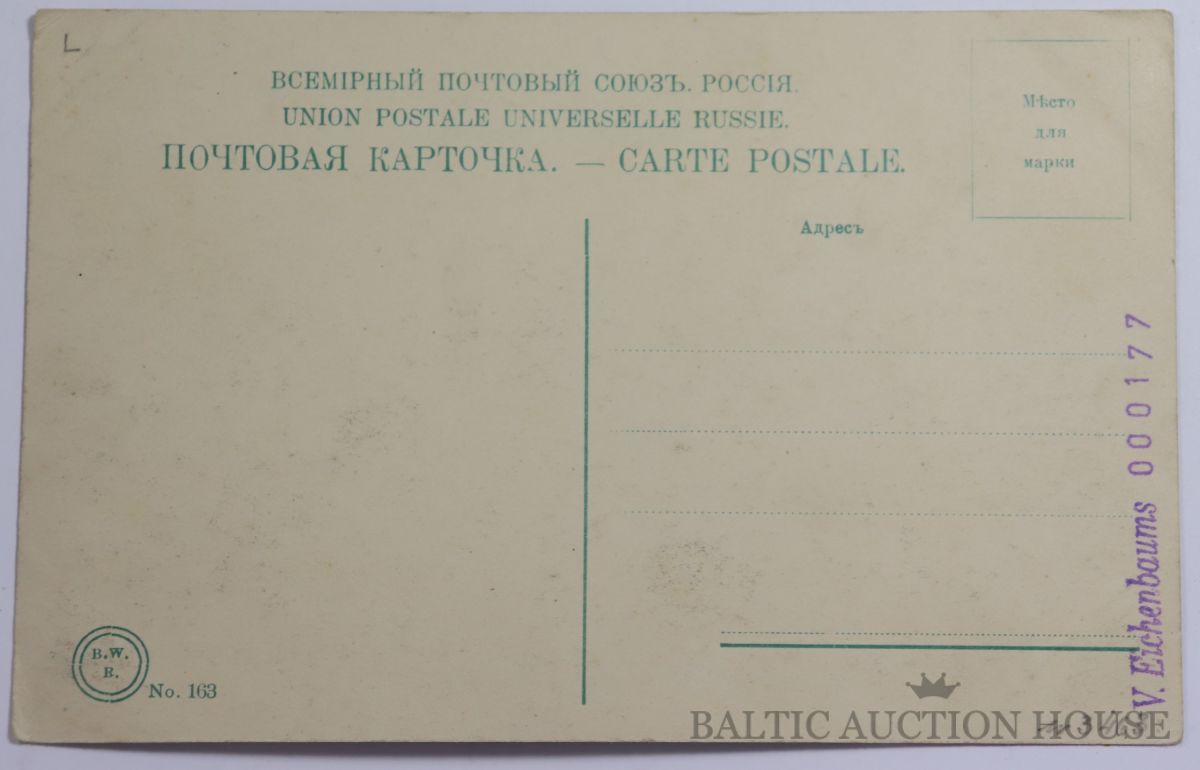 L
ВСЕМІРНЫЙ ПОЧТОВЫЙ СОЮЗЪ. РОССІЯ.
UNION POSTALE UNIVERSELLE RUSSIE.
ПОЧТОВАЯ КАРТОЧКА. — CARTE POSTALE.
Мѣсто
для
марки
Адресъ
V. Eichenbaums 000177
B.W.
R.
No. 163
BALTIC AUCTION HOUSE